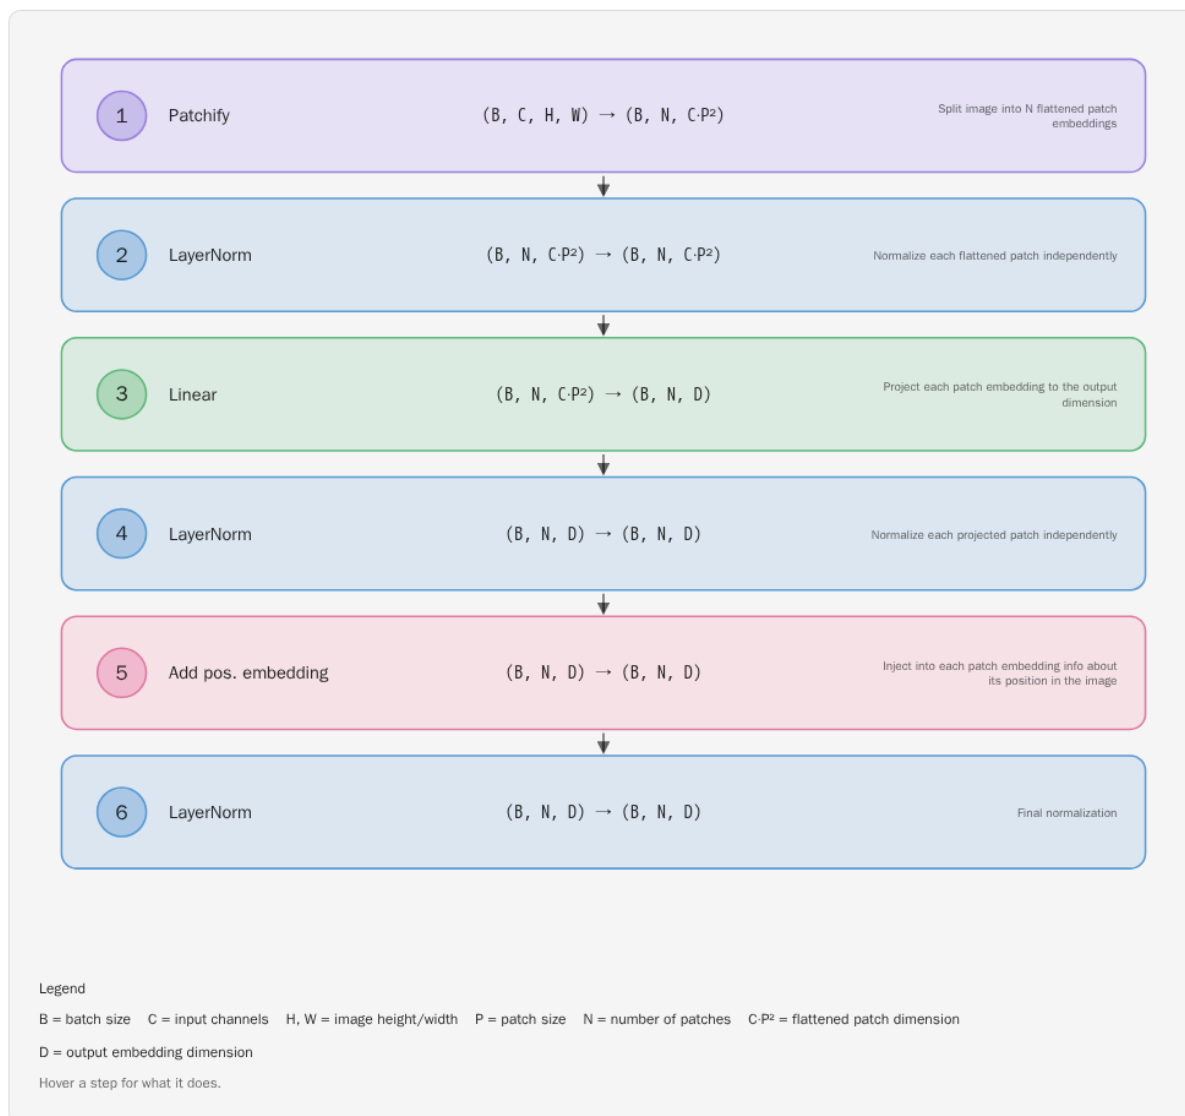 1 Patchify (B, C, H, W) → (B, N, C·P²) Split image into N flattened patch
embeddings
2 LayerNorm (B, N, C·P²) → (B, N, C·P²) Normalize each flattened patch independently
3 Linear (B, N, C·P²) → (B, N, D) Project each patch embedding to the output
dimension
4 LayerNorm (B, N, D) → (B, N, D) Normalize each projected patch independently
5 Add pos. embedding (B, N, D) → (B, N, D) Inject into each patch embedding info about
its position in the image
6 LayerNorm (B, N, D) → (B, N, D) Final normalization
Legend
B = batch size C = input channels H, W = image height/width P = patch size N = number of patches C·P² = flattened patch dimension
D = output embedding dimension
Hover a step for what it does.